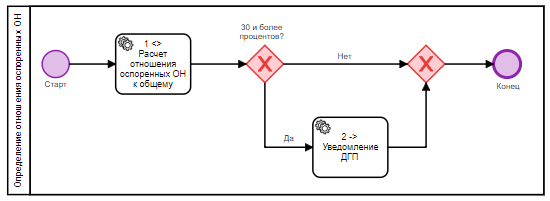 Определение отношения оспоренных ОН
Старт
1 <>
Расчет
отношения
оспоренных ОН
к общему
30 и более
процентов?
Нет
Да
2 ->
Уведомление
ДГП
Конец